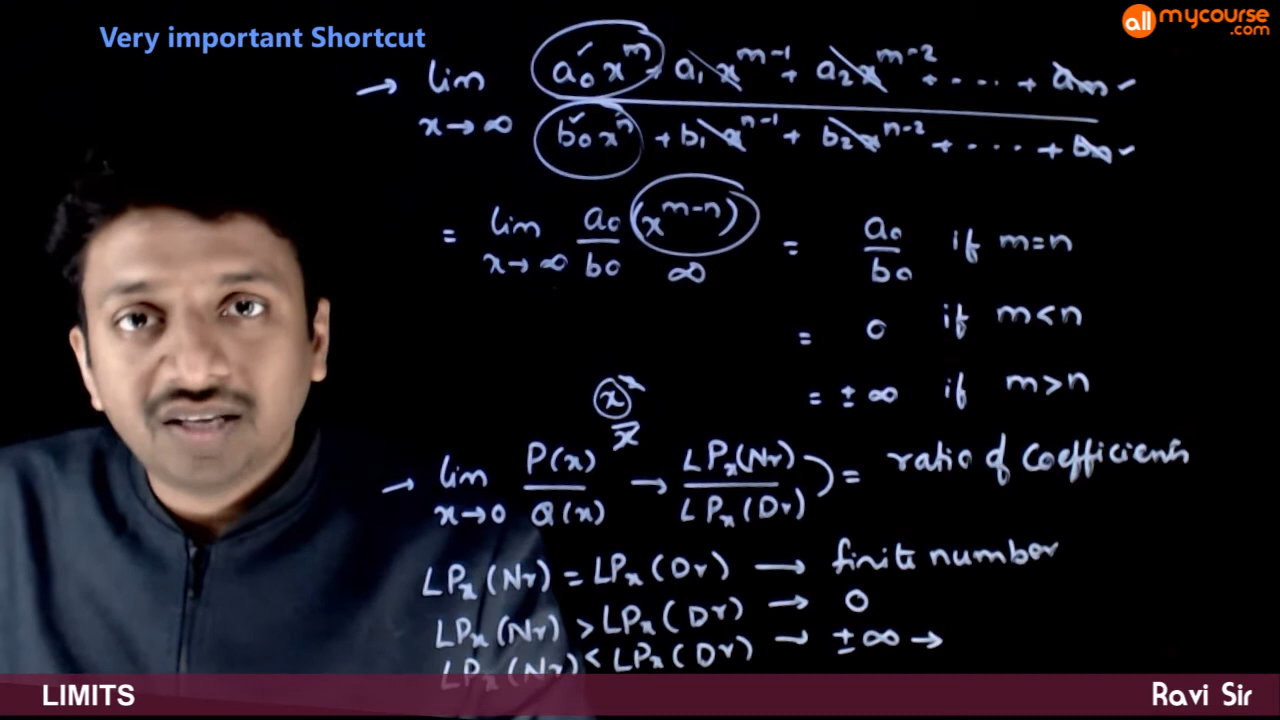 Very important Shortcut
all mycourse .com
→ lim x→∞ (a₀x^m + a₁x^(m-1) + a₂x^(m-2) + .... + aₘ) / (b₀x^n + b₁x^(n-1) + b₂x^(n-2) + .... + bₙ)
= lim x→∞ a₀/b₀ (x^(m-n)) ∞ = a₀/b₀ if m=n
= 0 if m<n
= ±∞ if m>n
→ lim x→0 P(x)/Q(x) → LPₓ(Nr)/LPₓ(Dr) ) = ratio of coefficients
LPₓ(Nr) = LPₓ(Dr) → finite number
LPₓ(Nr) > LPₓ(Dr) → 0
LPₓ(Nr) < LPₓ(Dr) → ±∞ →
LIMITS
Ravi Sir